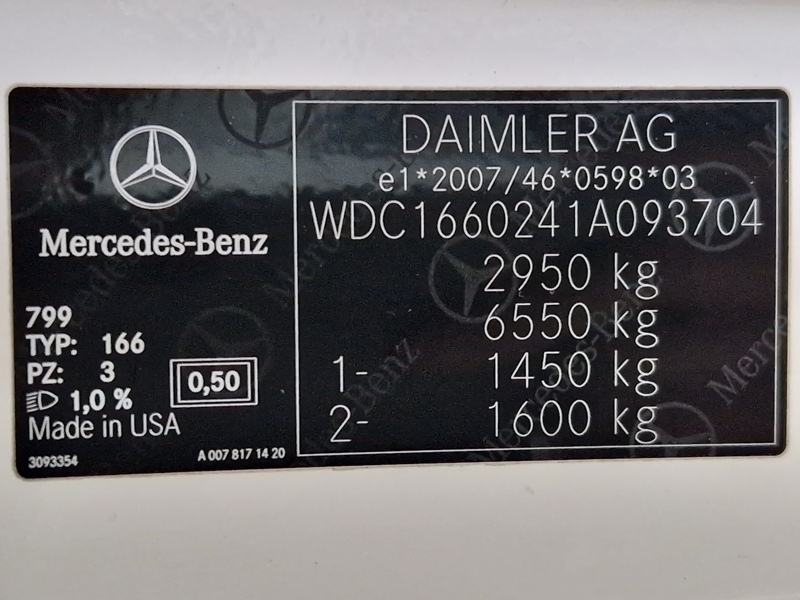 Mercedes-Benz
799
TYP: 166
PZ: 3
1,0 %
0,50
Made in USA
3093354
A 007 817 14 20
DAIMLER AG
e1*2007/46*0598*03
WDC1660241A093704
2950 kg
6550 kg
1- 1450 kg
2- 1600 kg